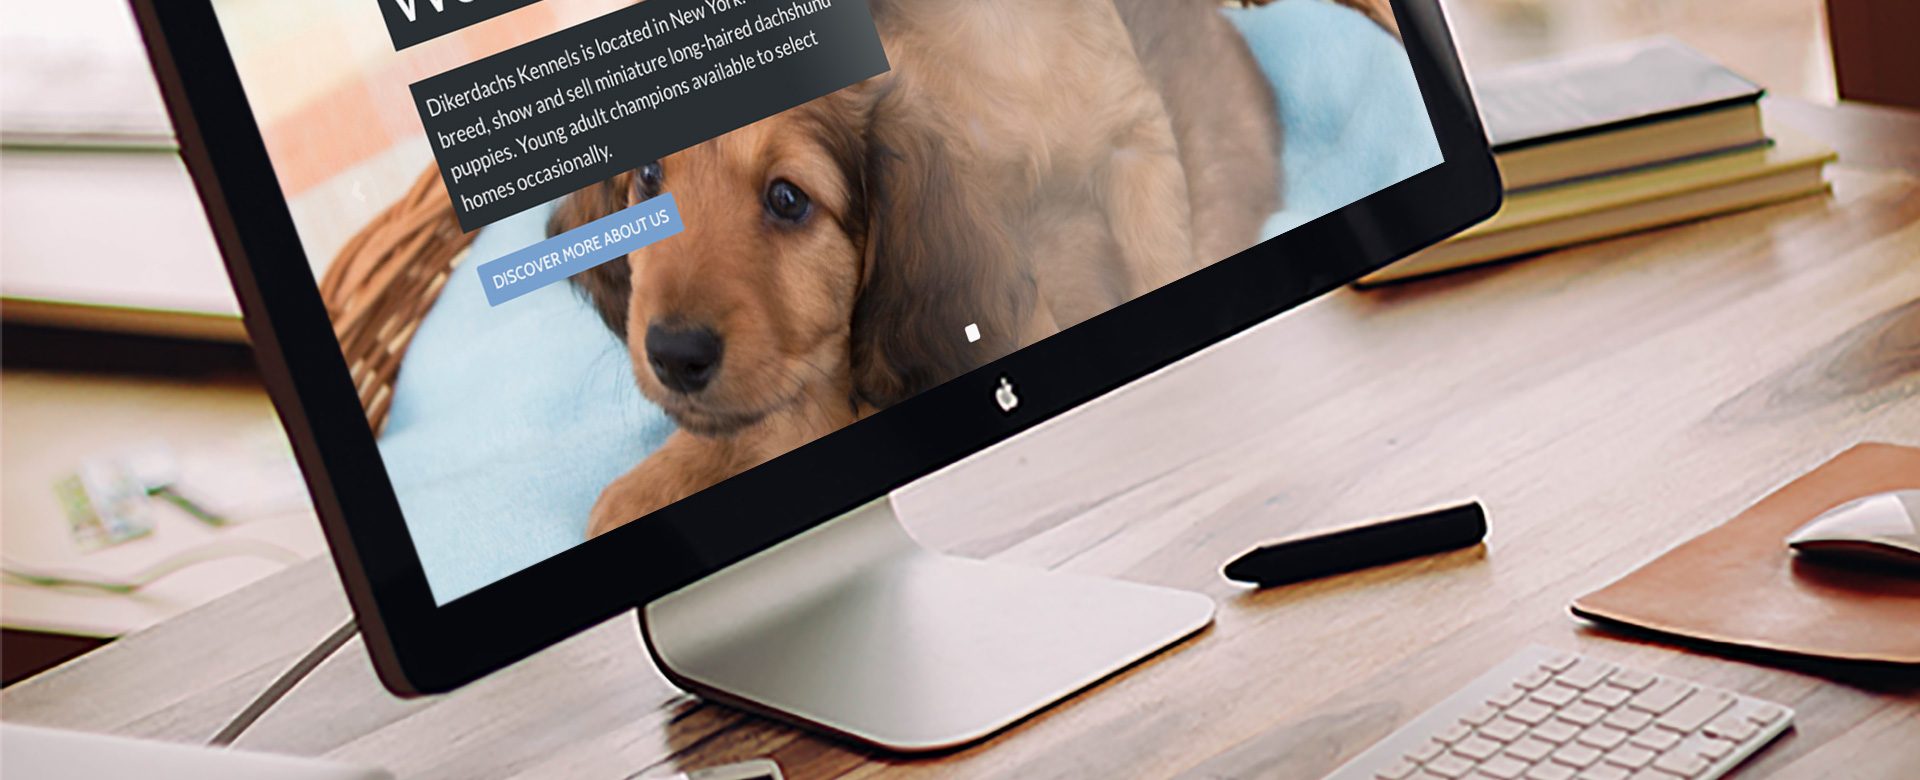 Dikerdachs Kennels is located in New York.
breed, show and sell miniature long-haired dachshund
puppies. Young adult champions available to select
homes occasionally.
DISCOVER MORE ABOUT US